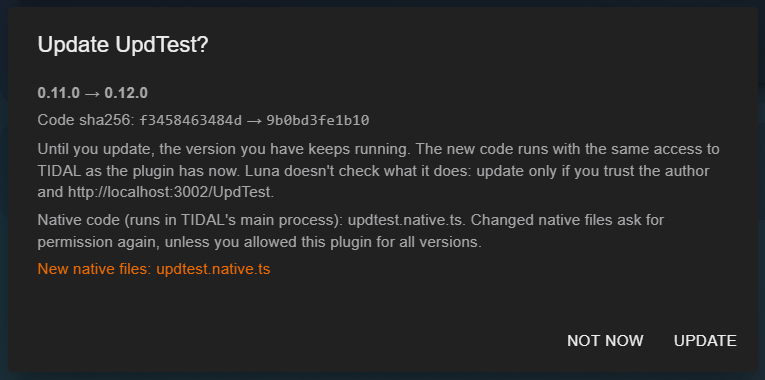 Update UpdTest?
0.11.0 → 0.12.0
Code sha256: f3458463484d → 9b0bd3fe1b10
Until you update, the version you have keeps running. The new code runs with the same access to
TIDAL as the plugin has now. Luna doesn't check what it does: update only if you trust the author
and http://localhost:3002/UpdTest.
Native code (runs in TIDAL's main process): updtest.native.ts. Changed native files ask for
permission again, unless you allowed this plugin for all versions.
New native files: updtest.native.ts
NOT NOW UPDATE